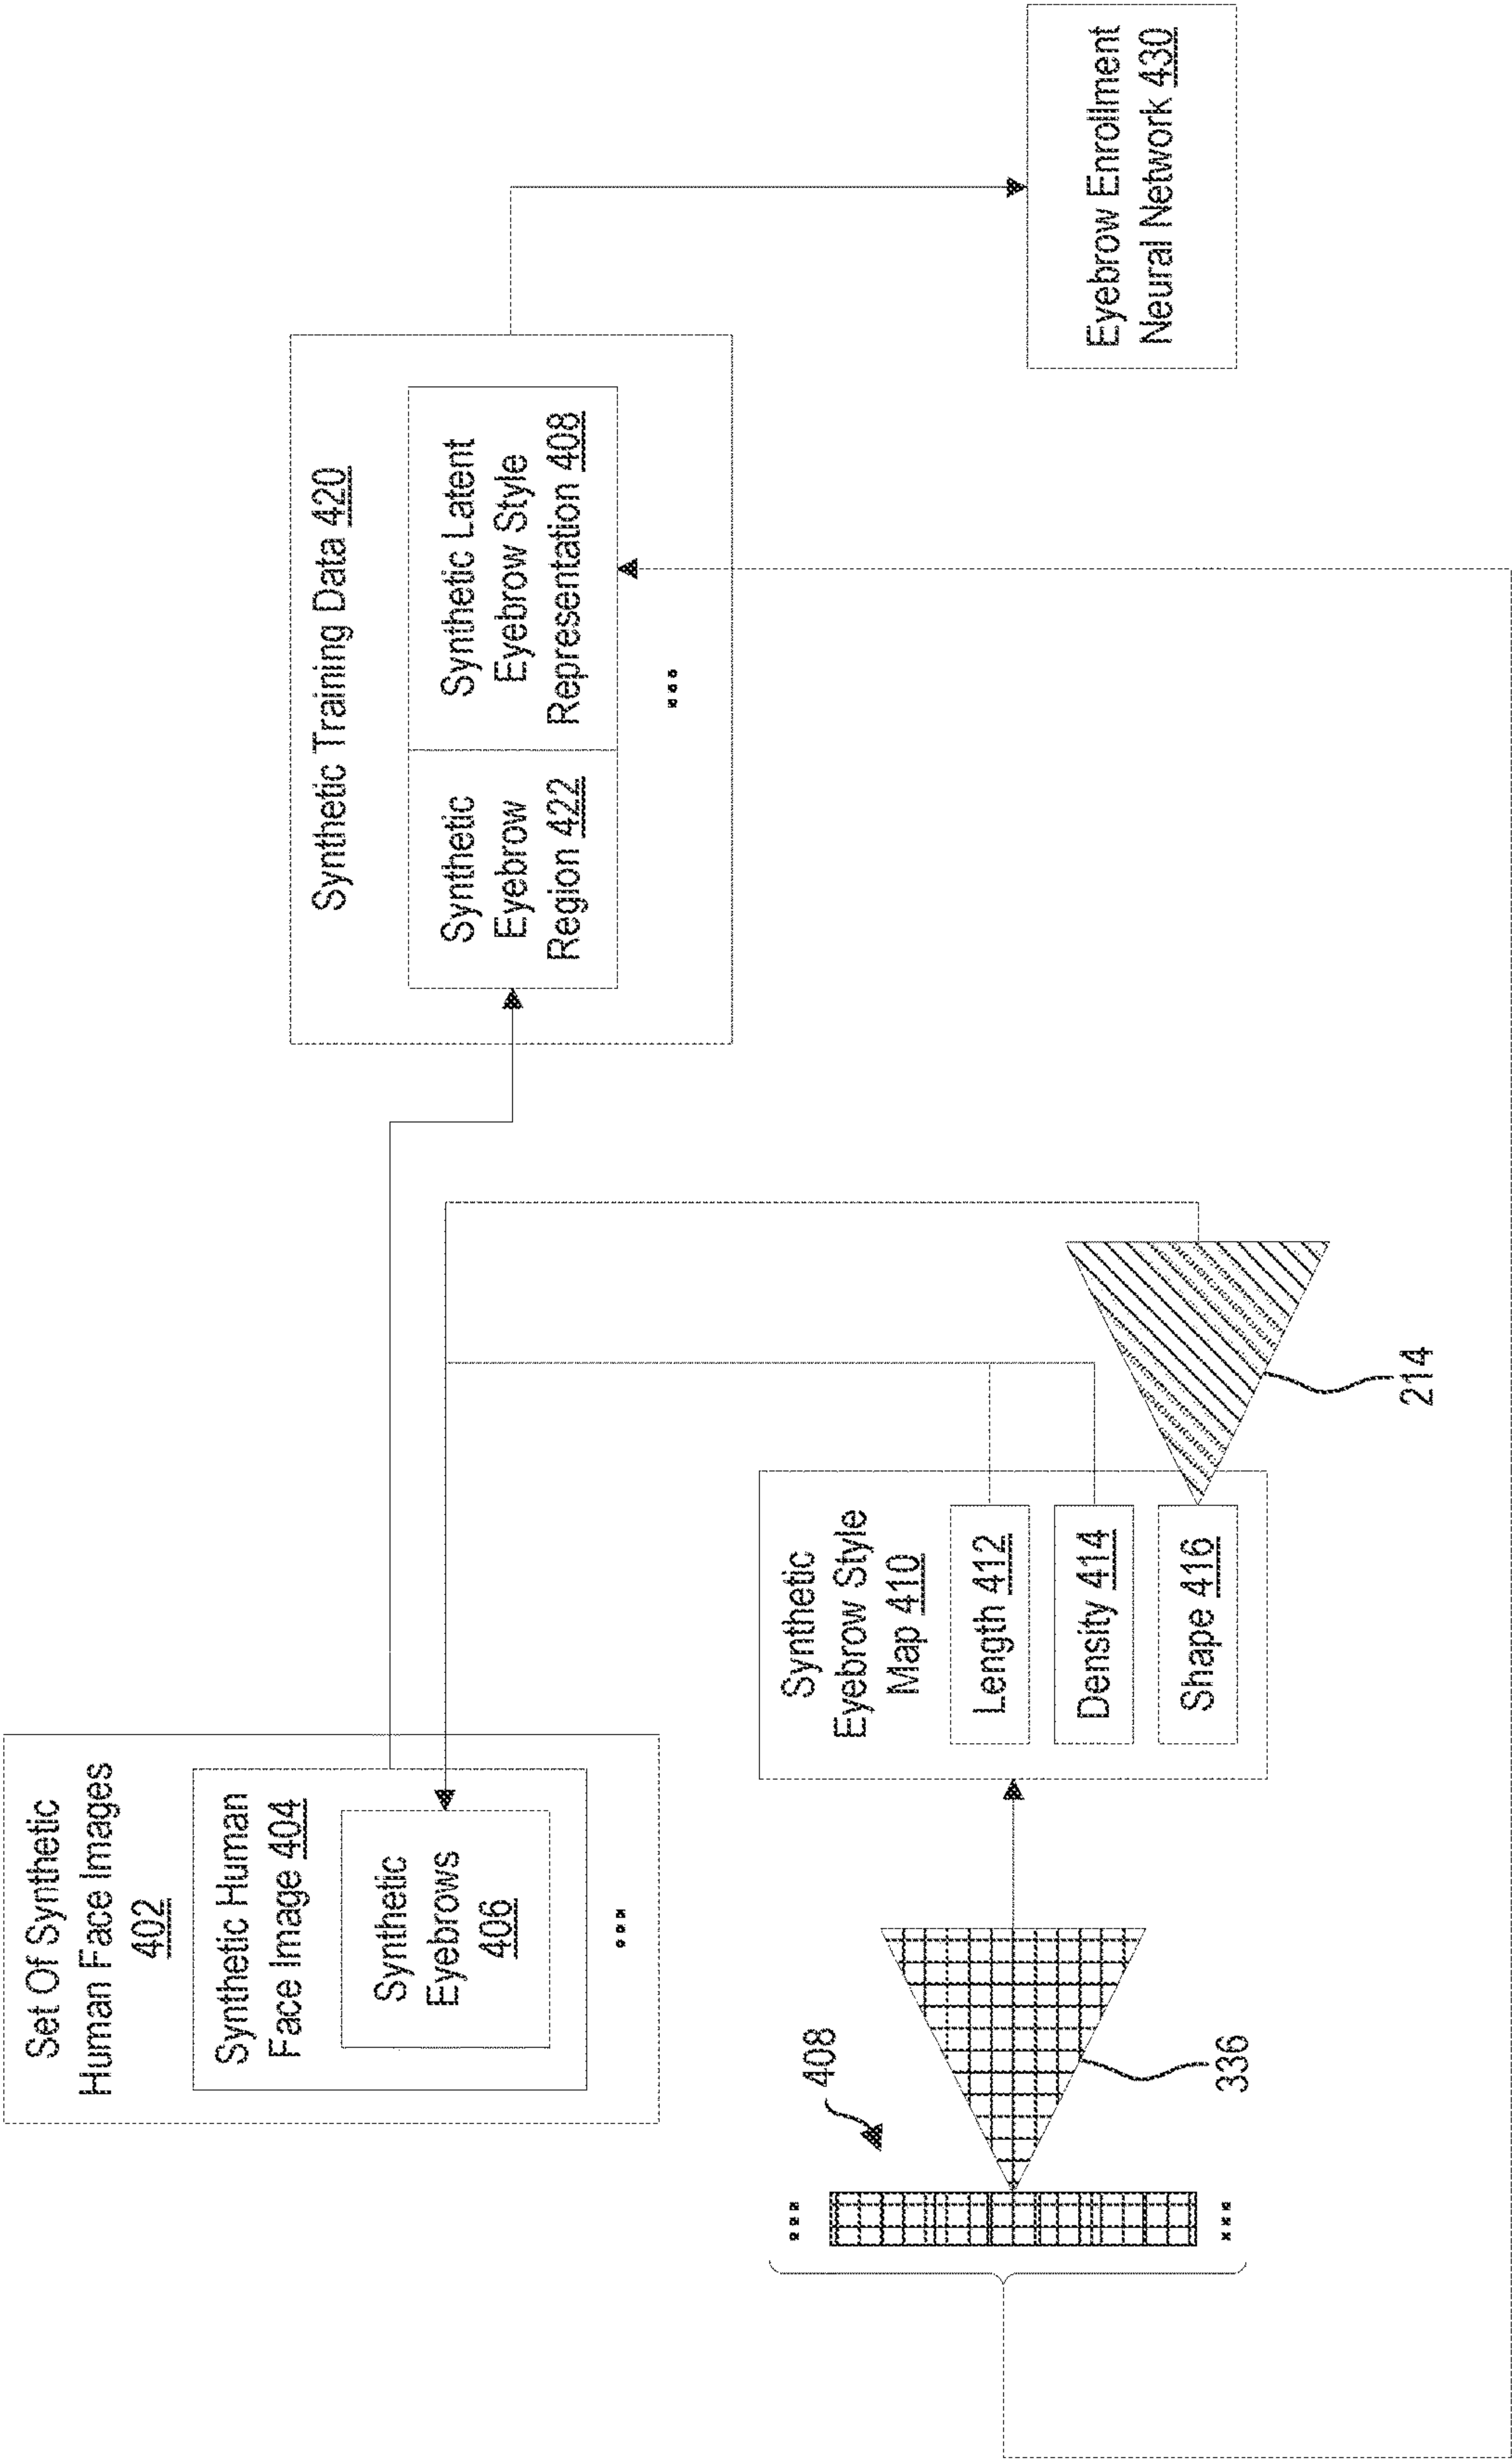 Set Of Synthetic
Human Face Images
402
Synthetic Human
Face Image 404
Synthetic
Eyebrows
406
...
408
...
...
336
Synthetic
Eyebrow Style
Map 410
Length 412
Density 414
Shape 416
214
Synthetic Training Data 420
Synthetic
Eyebrow
Region 422
Synthetic Latent
Eyebrow Style
Representation 408
...
Eyebrow Enrollment
Neural Network 430